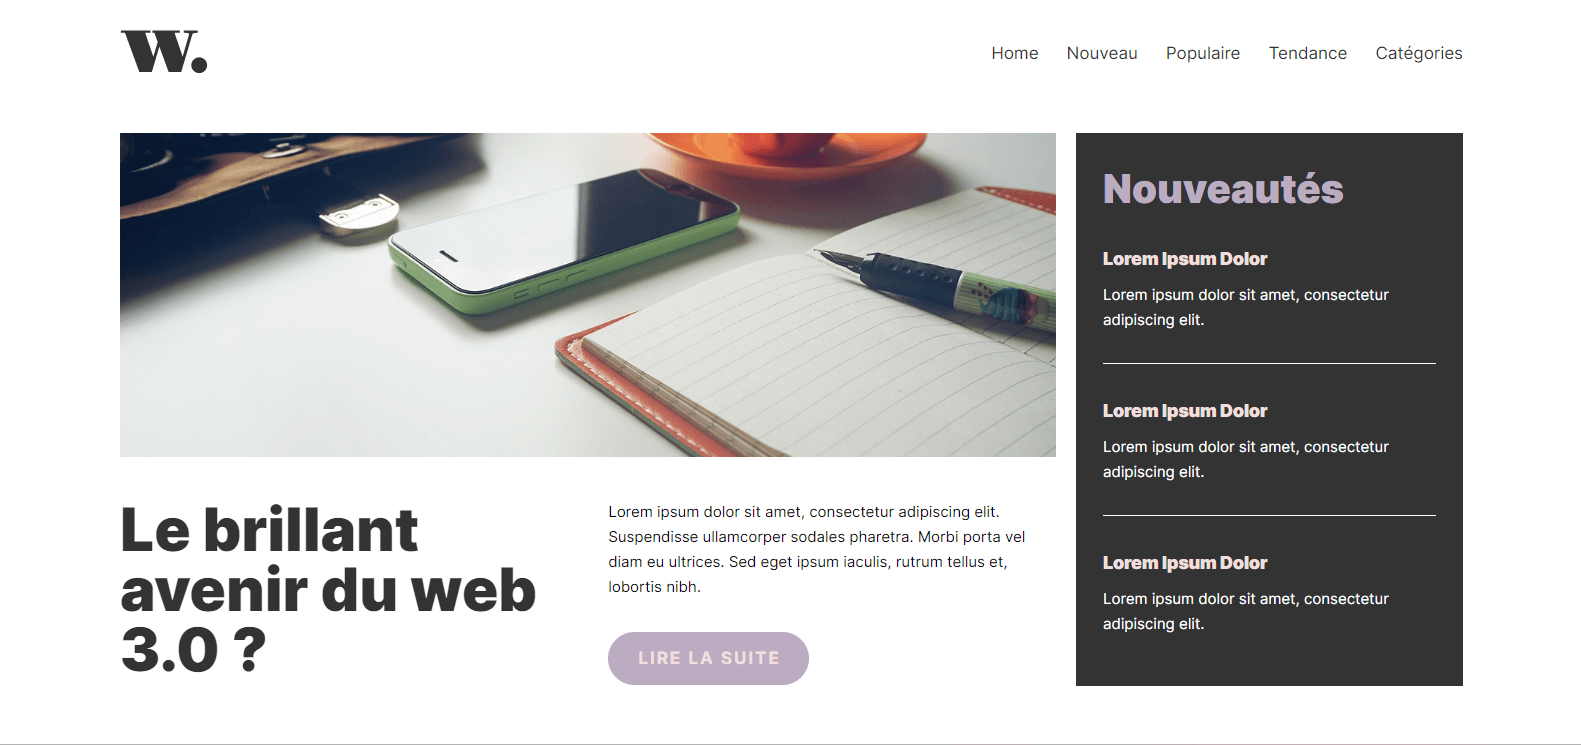 W.
Home Nouveau Populaire Tendance Catégories
Le brillant
avenir du web
3.0 ?
Lorem ipsum dolor sit amet, consectetur adipiscing elit.
Suspendisse ullamcorper sodales pharetra. Morbi porta vel
diam eu ultrices. Sed eget ipsum iaculis, rutrum tellus et,
lobortis nibh.
LIRE LA SUITE
Nouveautés
Lorem Ipsum Dolor
Lorem ipsum dolor sit amet, consectetur
adipiscing elit.
Lorem Ipsum Dolor
Lorem ipsum dolor sit amet, consectetur
adipiscing elit.
Lorem Ipsum Dolor
Lorem ipsum dolor sit amet, consectetur
adipiscing elit.